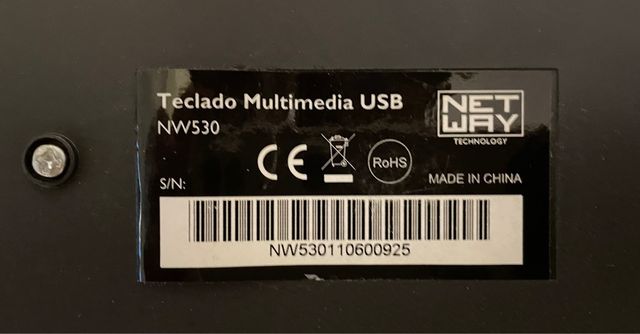 Teclado Multimedia USB
NW530
NET
WAY
TECHNOLOGY
CE
RoHS
MADE IN CHINA
S/N:
NW530110600925